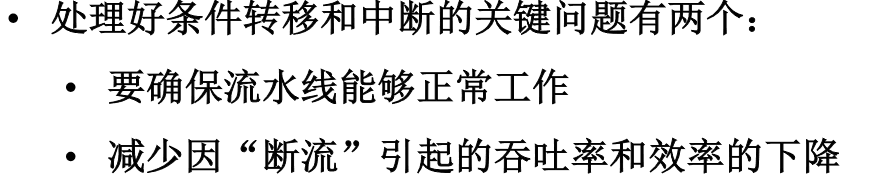 • 处理好条件转移和中断的关键问题有两个：
• 要确保流水线能够正常工作
• 减少因“断流”引起的吞吐率和效率的下降